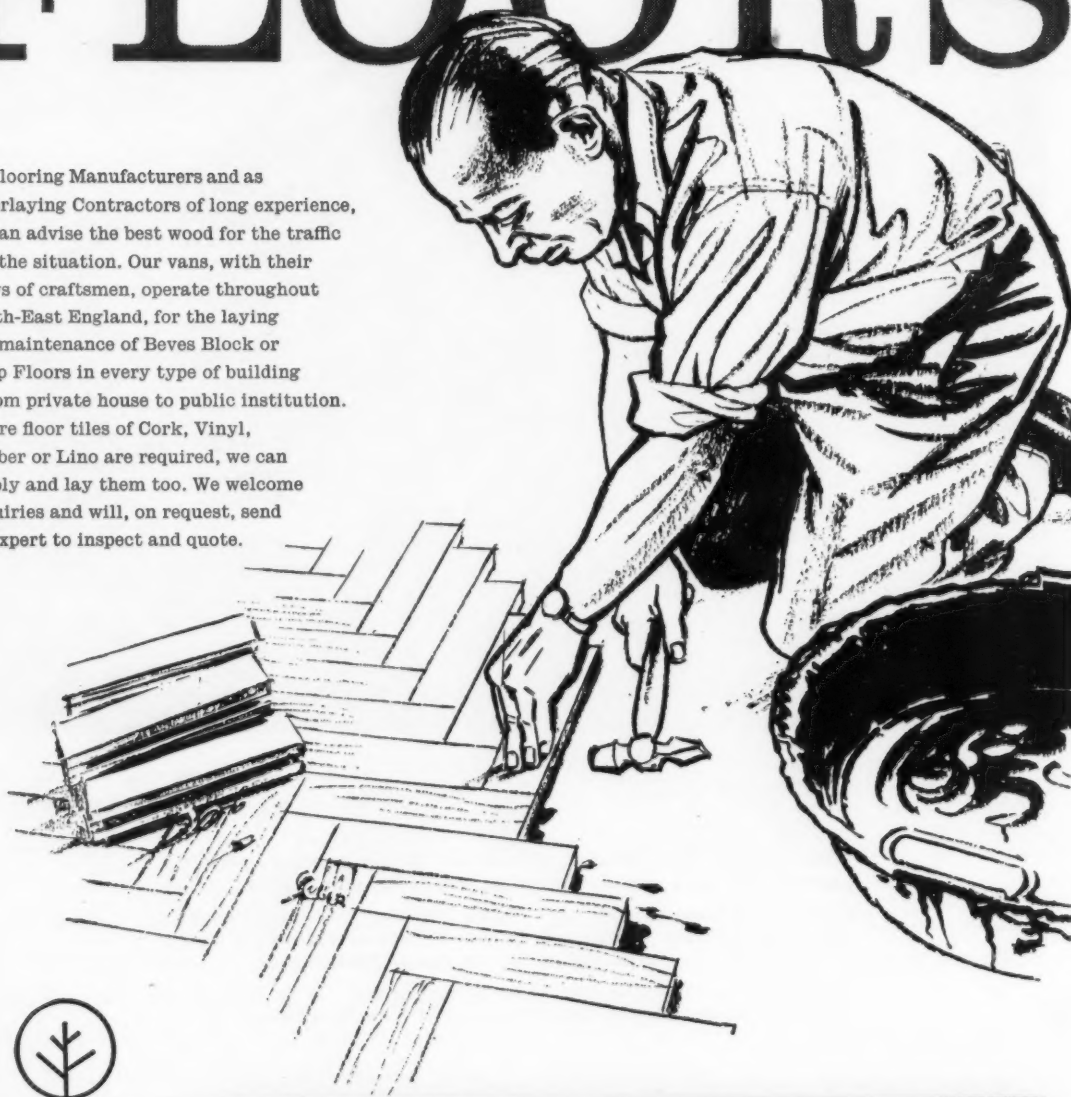 FLOORS
looring Manufacturers and as
rlaying Contractors of long experience,
an advise the best wood for the traffic
the situation. Our vans, with their
s of craftsmen, operate throughout
th-East England, for the laying
maintenance of Beves Block or
p Floors in every type of building
om private house to public institution.
re floor tiles of Cork, Vinyl,
ber or Lino are required, we can
ply and lay them too. We welcome
uiries and will, on request, send
xpert to inspect and quote.